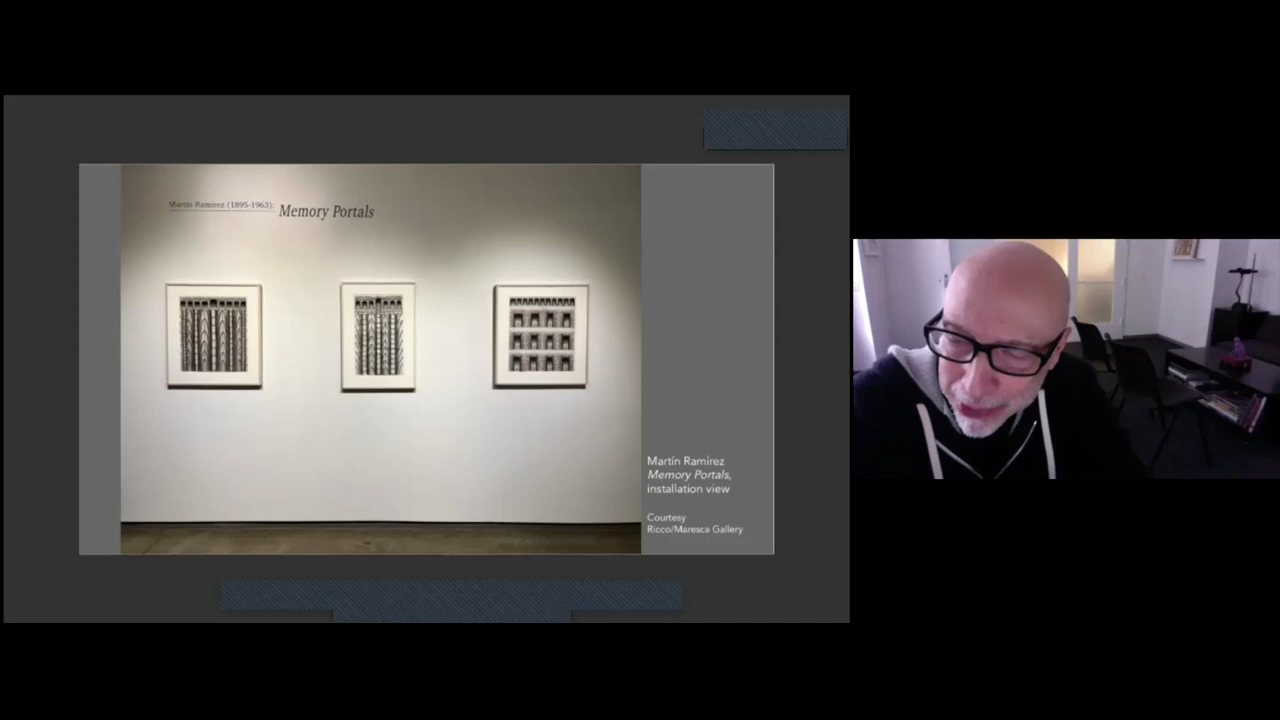 Martín Ramírez (1895-1963):
Memory Portals
Martín Ramírez
Memory Portals,
installation view
Courtesy
Ricco/Maresca Gallery